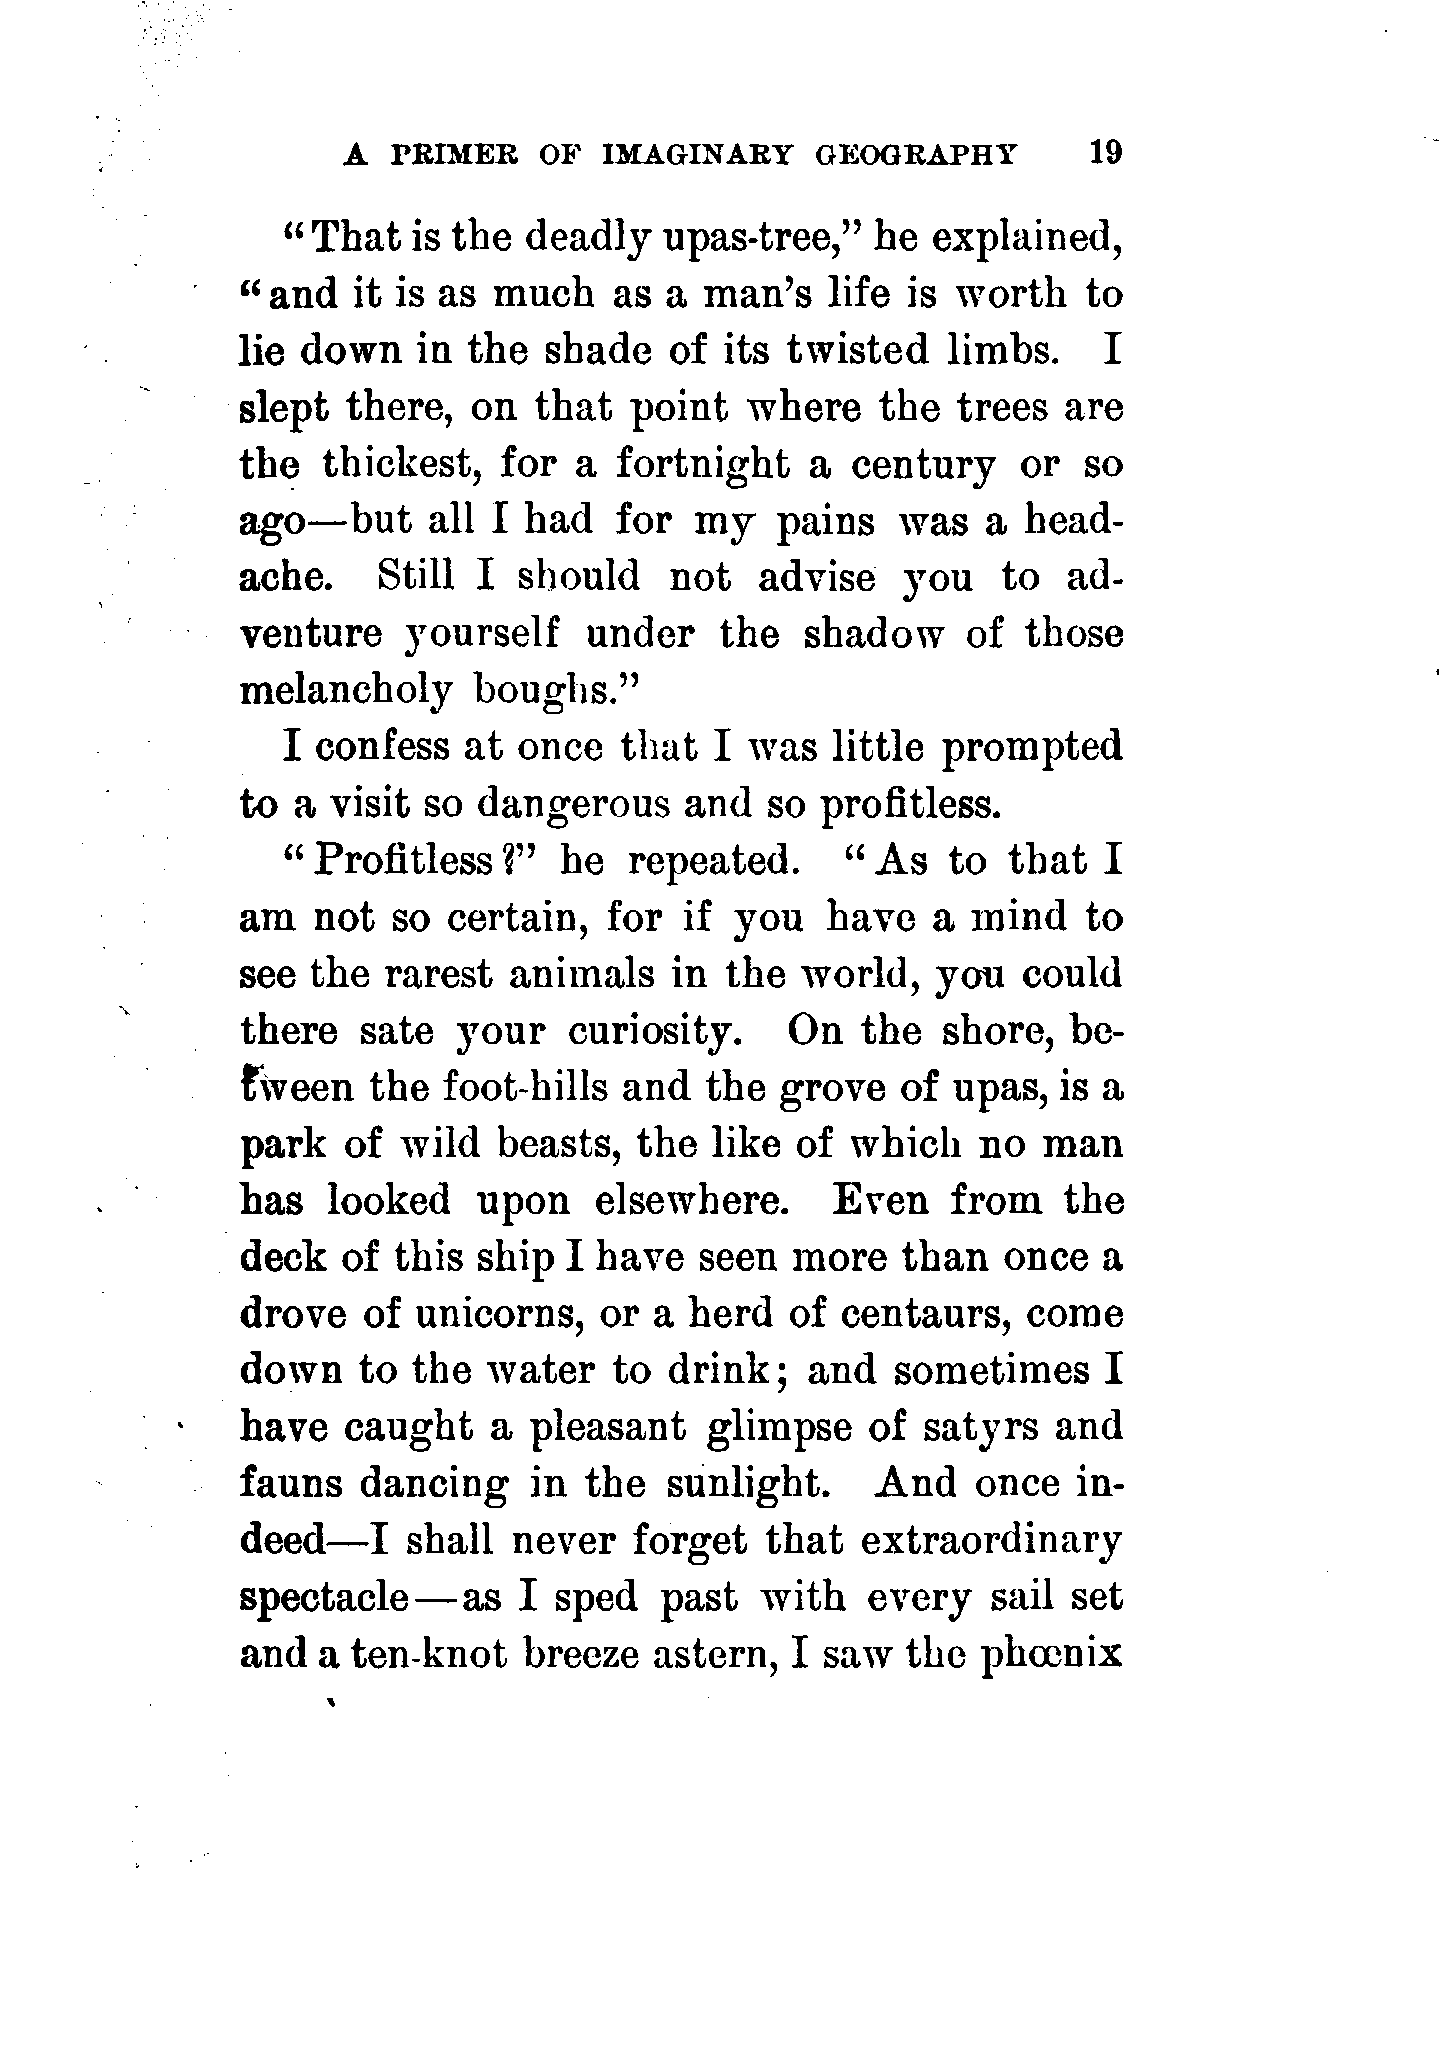 A PRIMER OF IMAGINARY GEOGRAPHY 19
“That is the deadly upas-tree,” he explained,
“and it is as much as a man’s life is worth to
lie down in the shade of its twisted limbs. I
slept there, on that point where the trees are
the thickest, for a fortnight a century or so
ago—but all I had for my pains was a head-
ache. Still I should not advise you to ad-
venture yourself under the shadow of those
melancholy boughs.”
I confess at once that I was little prompted
to a visit so dangerous and so profitless.
“Profitless?” he repeated. “As to that I
am not so certain, for if you have a mind to
see the rarest animals in the world, you could
there sate your curiosity. On the shore, be-
tween the foot-hills and the grove of upas, is a
park of wild beasts, the like of which no man
has looked upon elsewhere. Even from the
deck of this ship I have seen more than once a
drove of unicorns, or a herd of centaurs, come
down to the water to drink; and sometimes I
have caught a pleasant glimpse of satyrs and
fauns dancing in the sunlight. And once in-
deed—I shall never forget that extraordinary
spectacle—as I sped past with every sail set
and a ten-knot breeze astern, I saw the phœnix